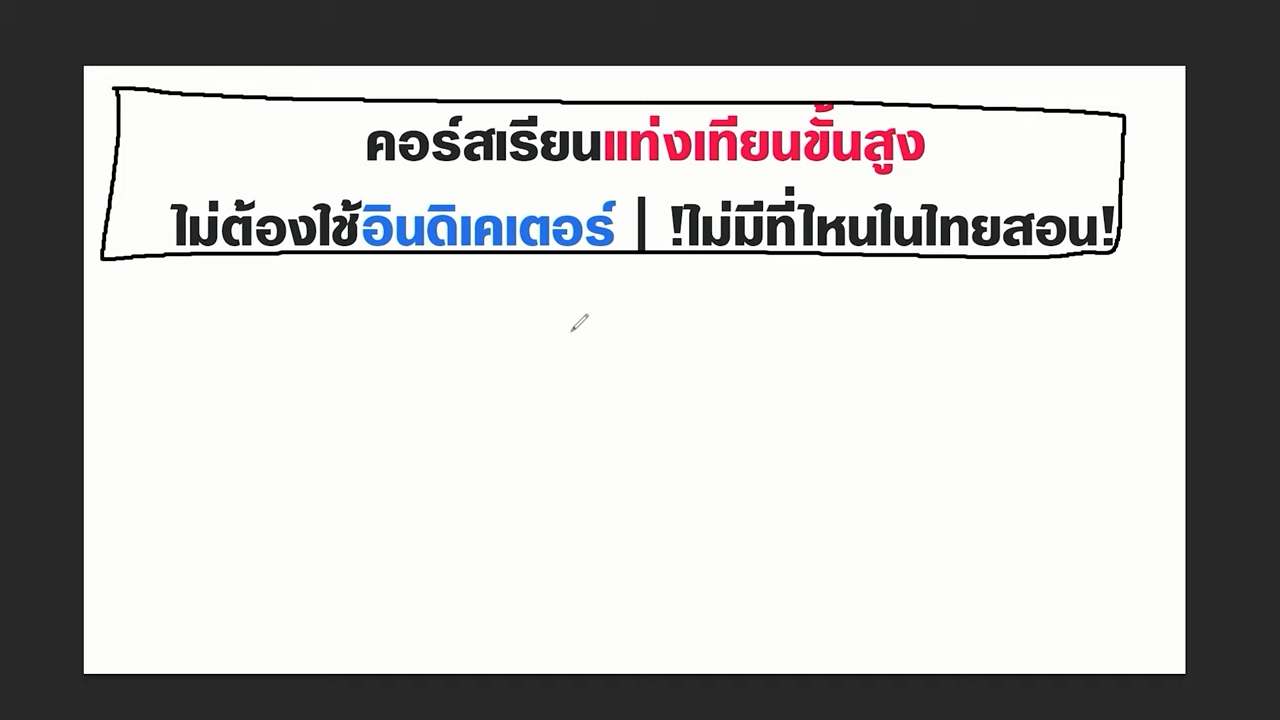 คอร์สเรียนแท่งเทียนขั้นสูง
ไม่ต้องใช้อินดิเคเตอร์ | !ไม่มีที่ไหนในไทยสอน!